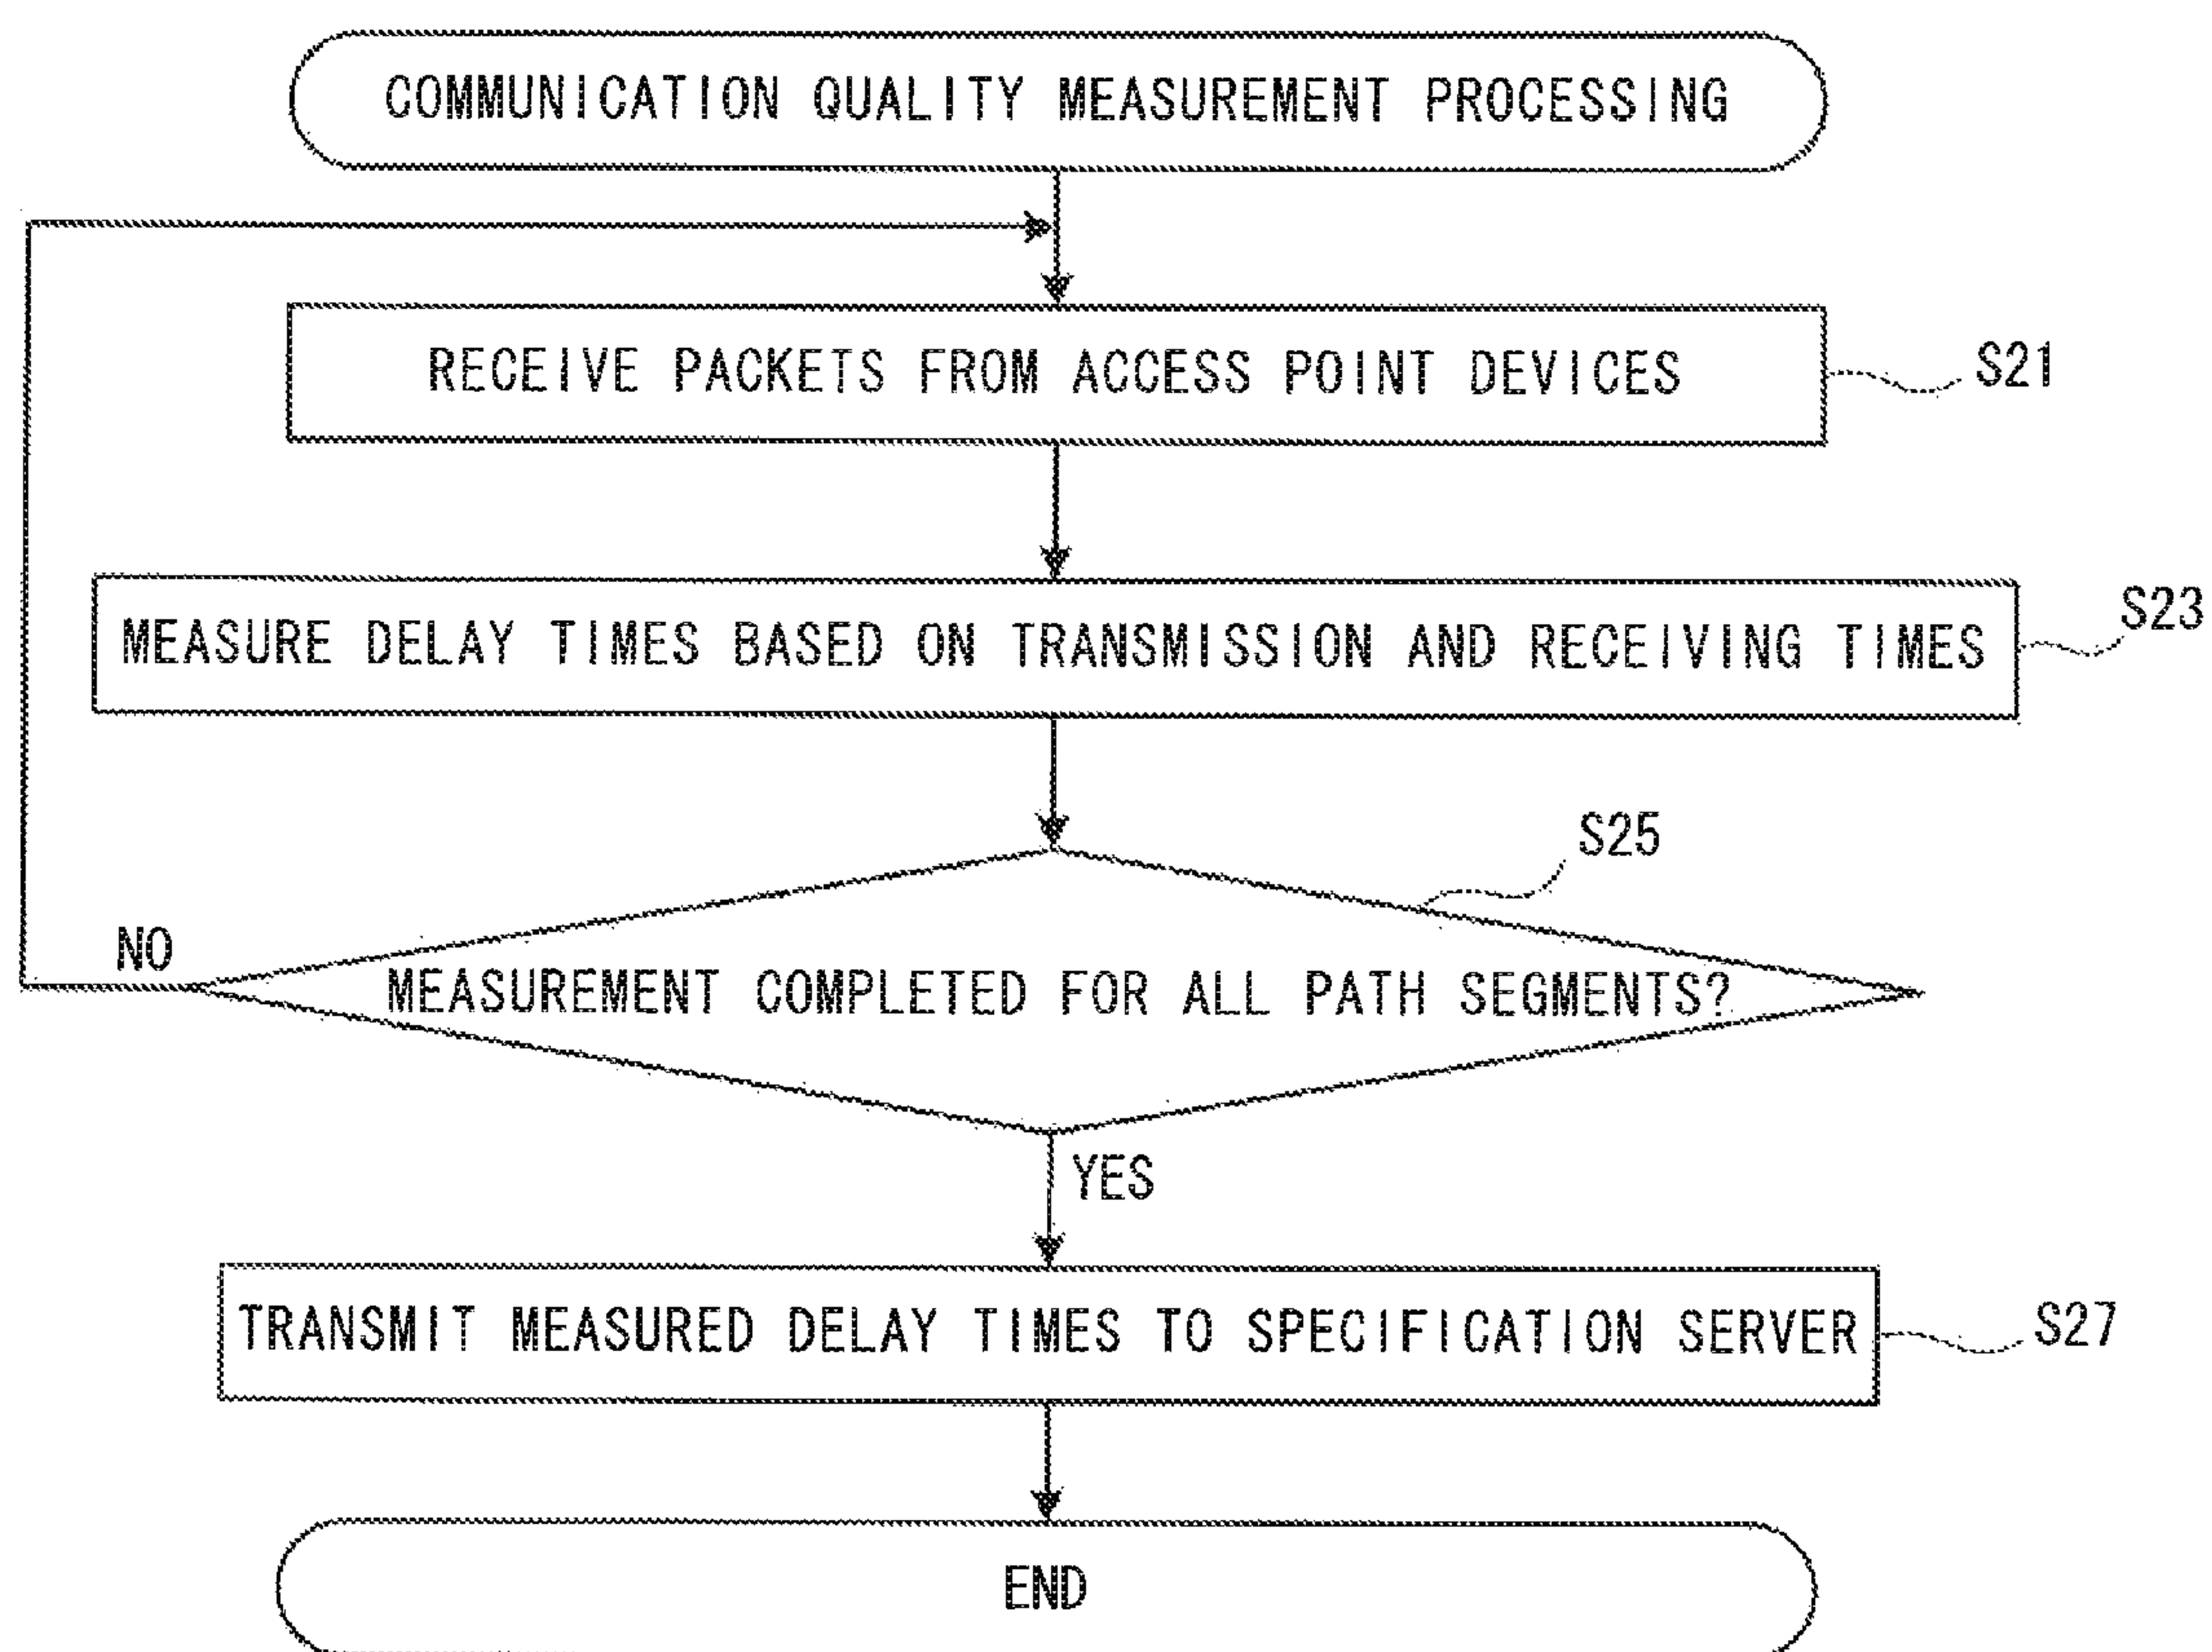 COMMUNICATION QUALITY MEASUREMENT PROCESSING
RECEIVE PACKETS FROM ACCESS POINT DEVICES
S21
MEASURE DELAY TIMES BASED ON TRANSMISSION AND RECEIVING TIMES
S23
S25
NO
MEASUREMENT COMPLETED FOR ALL PATH SEGMENTS?
YES
TRANSMIT MEASURED DELAY TIMES TO SPECIFICATION SERVER
S27
END